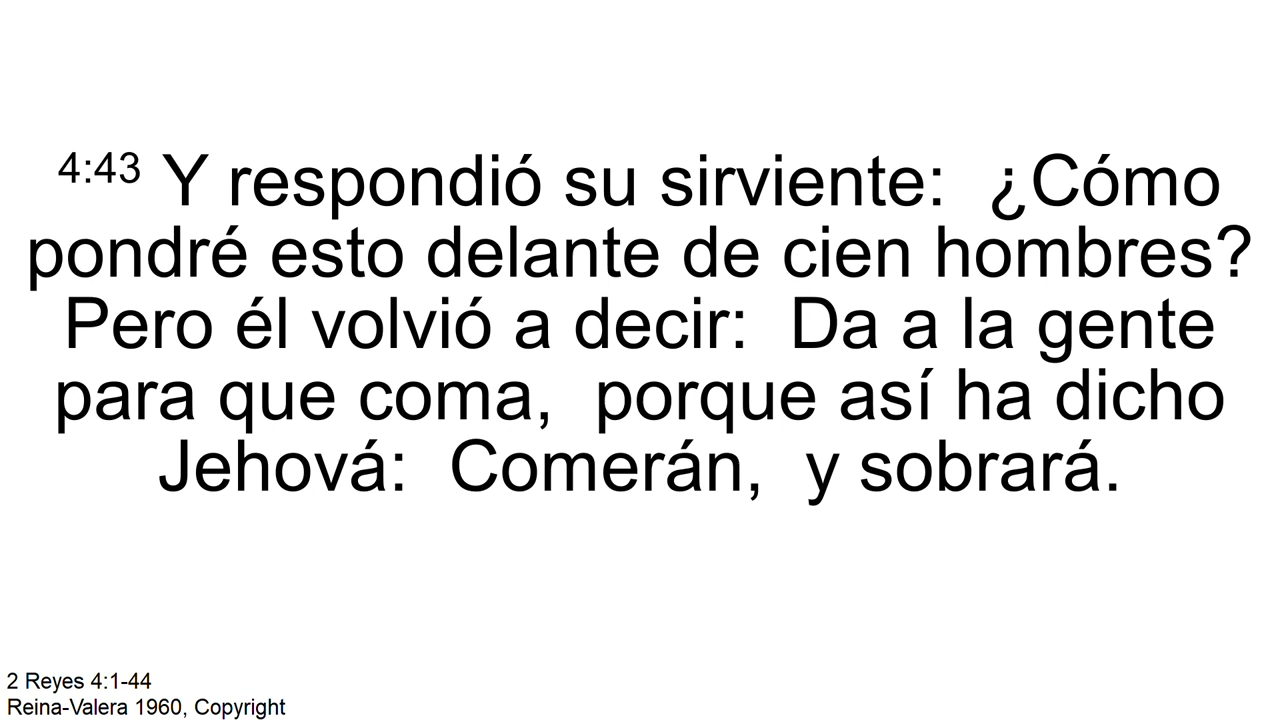 4:43 Y respondió su sirviente: ¿Cómo
pondré esto delante de cien hombres?
Pero él volvió a decir: Da a la gente
para que coma, porque así ha dicho
Jehová: Comerán, y sobrará.
2 Reyes 4:1-44
Reina-Valera 1960, Copyright